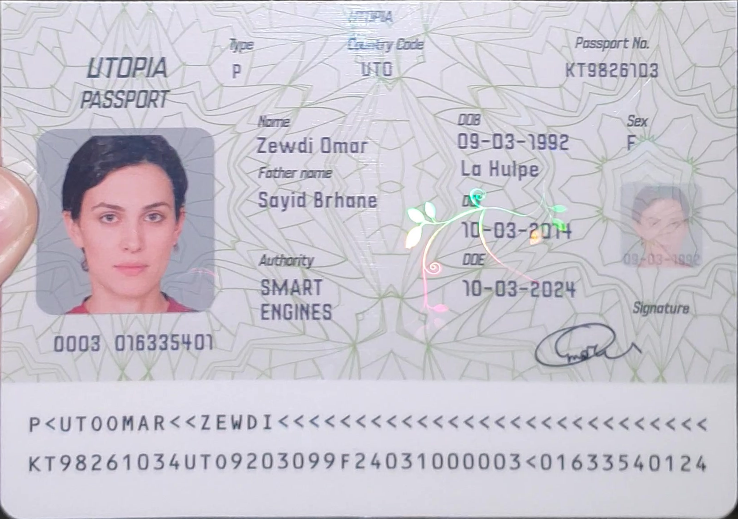 UTOPIA
Type
Country Code
Passport No.
UTOPIA
PASSPORT
P
UTO
KT9826103
Name
DOB
Sex
Zewdi Omar
09-03-1992
F
Father name
La Hulpe
Sayid Brhane
10-03-2014
09-03-1992
Authority
DOE
SMART
ENGINES
10-03-2024
Signature
0003 016335401
P<UTOOMAR<<ZEWDI<<<<<<<<<<<<<<<<<<<<<<<<<<<<
KT98261034UTO9203099F24031000003<01633540124